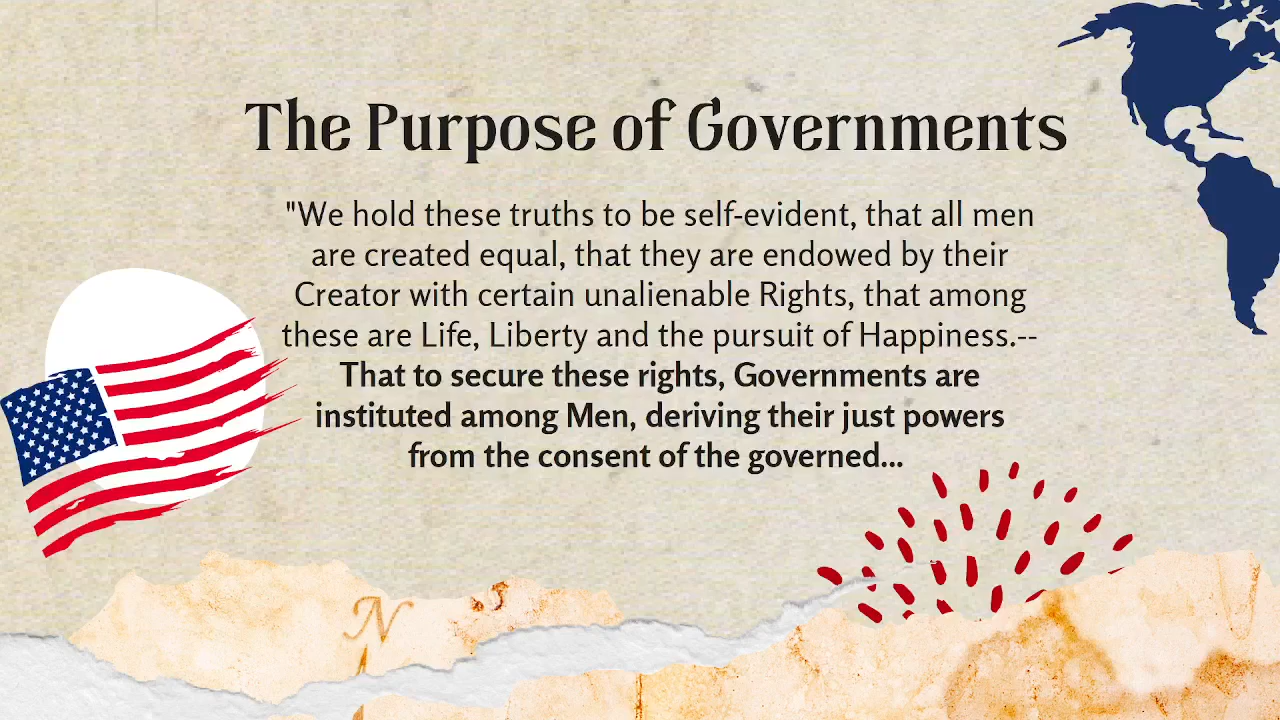 The Purpose of Governments
"We hold these truths to be self-evident, that all men
are created equal, that they are endowed by their
Creator with certain unalienable Rights, that among
these are Life, Liberty and the pursuit of Happiness.--
That to secure these rights, Governments are
instituted among Men, deriving their just powers
from the consent of the governed...
N